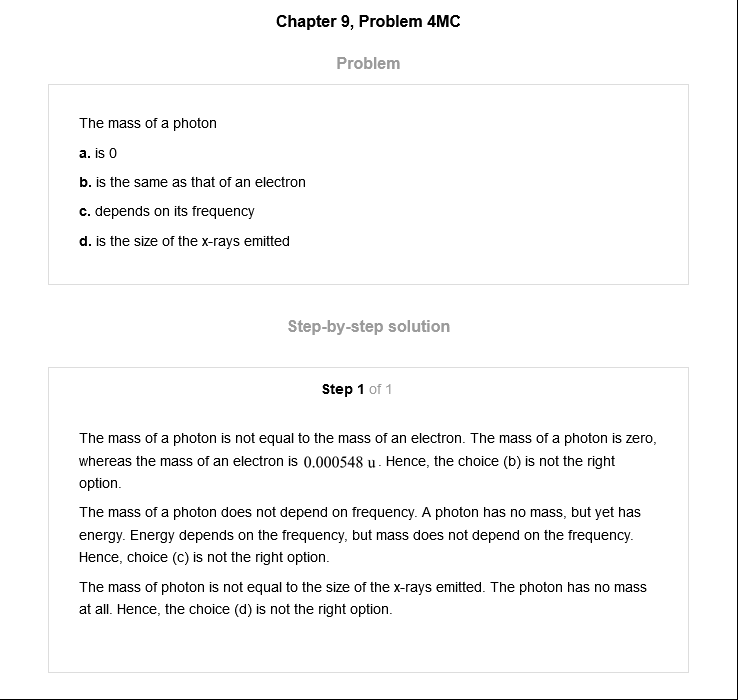 Chapter 9, Problem 4MC
Problem
The mass of a photon
a. is 0
b. is the same as that of an electron
c. depends on its frequency
d. is the size of the x-rays emitted
Step-by-step solution
Step 1 of 1
The mass of a photon is not equal to the mass of an electron. The mass of a photon is zero,
whereas the mass of an electron is 0.000548 u. Hence, the choice (b) is not the right
option.
The mass of a photon does not depend on frequency. A photon has no mass, but yet has
energy. Energy depends on the frequency, but mass does not depend on the frequency.
Hence, choice (c) is not the right option.
The mass of photon is not equal to the size of the x-rays emitted. The photon has no mass
at all. Hence, the choice (d) is not the right option.